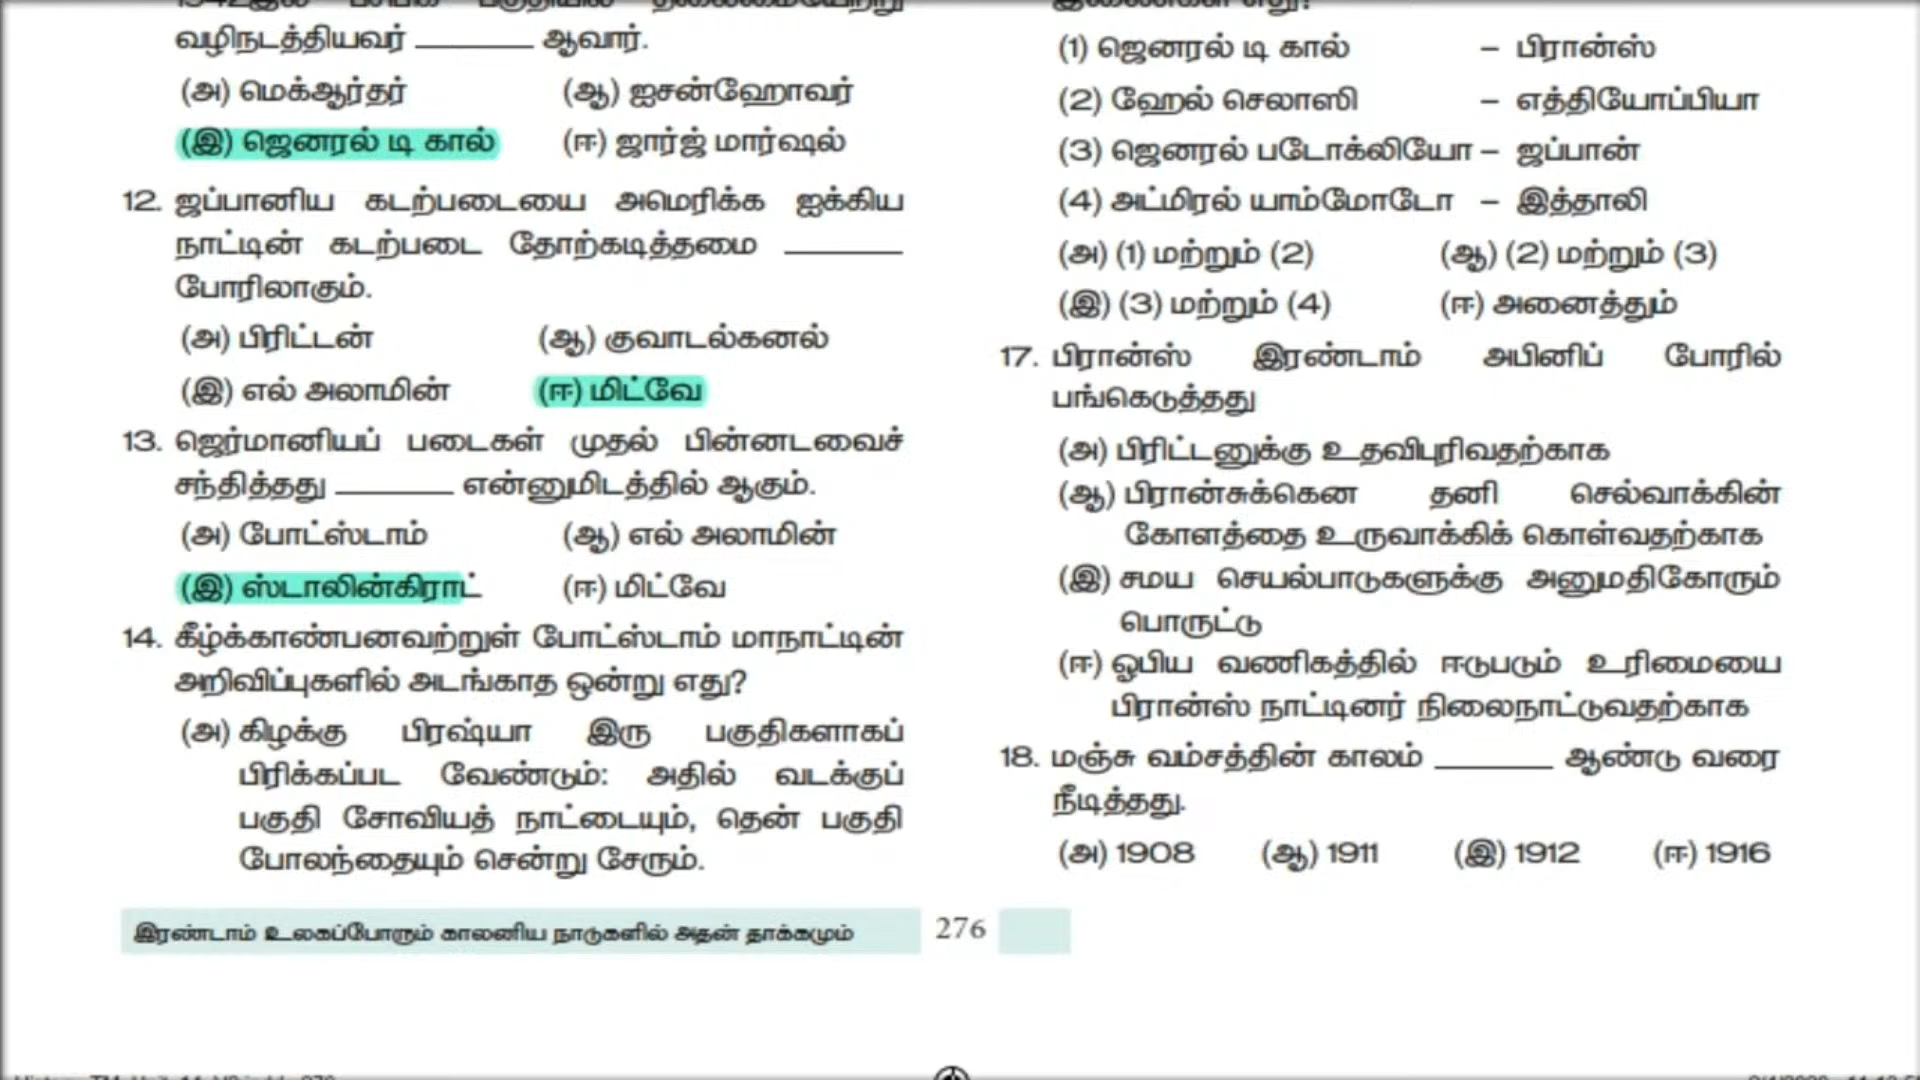 வழிநடத்தியவர் ________ ஆவார்.
(அ) மெக்ஆர்தர் (ஆ) ஐசன்ஹோவர்
(இ) ஜெனரல் டி கால் (ஈ) ஜார்ஜ் மார்ஷல்
12. ஜப்பானிய கடற்படையை அமெரிக்க ஐக்கிய
நாட்டின் கடற்படை தோற்கடித்தமை ________
போரிலாகும்.
(அ) பிரிட்டன் (ஆ) குவாடல்கனல்
(இ) எல் அலாமின் (ஈ) மிட்வே
13. ஜெர்மானியப் படைகள் முதல் பின்னடவைச்
சந்தித்தது ________ என்னுமிடத்தில் ஆகும்.
(அ) போட்ஸ்டாம் (ஆ) எல் அலாமின்
(இ) ஸ்டாலின்கிராட் (ஈ) மிட்வே
14. கீழ்க்காண்பனவற்றுள் போட்ஸ்டாம் மாநாட்டின்
அறிவிப்புகளில் அடங்காத ஒன்று எது?
(அ) கிழக்கு பிரஷ்யா இரு பகுதிகளாகப்
பிரிக்கப்பட வேண்டும்: அதில் வடக்குப்
பகுதி சோவியத் நாட்டையும், தென் பகுதி
போலந்தையும் சென்று சேரும்.
(1) ஜெனரல் டி கால் – பிரான்ஸ்
(2) ஹேல் செலாஸி – எத்தியோப்பியா
(3) ஜெனரல் படோக்லியோ – ஜப்பான்
(4) அட்மிரல் யாம்மோடோ – இத்தாலி
(அ) (1) மற்றும் (2) (ஆ) (2) மற்றும் (3)
(இ) (3) மற்றும் (4) (ஈ) அனைத்தும்
17. பிரான்ஸ் இரண்டாம் அபினிப் போரில்
பங்கெடுத்தது
(அ) பிரிட்டனுக்கு உதவிபுரிவதற்காக
(ஆ) பிரான்சுக்கென தனி செல்வாக்கின்
கோளத்தை உருவாக்கிக் கொள்வதற்காக
(இ) சமய செயல்பாடுகளுக்கு அனுமதிகோரும்
பொருட்டு
(ஈ) ஓபிய வணிகத்தில் ஈடுபடும் உரிமையை
பிரான்ஸ் நாட்டினர் நிலைநாட்டுவதற்காக
18. மஞ்சு வம்சத்தின் காலம் ________ ஆண்டு வரை
நீடித்தது.
(அ) 1908 (ஆ) 1911 (இ) 1912 (ஈ) 1916
இரண்டாம் உலகப்போரும் காலனிய நாடுகளில் அதன் தாக்கமும் 276